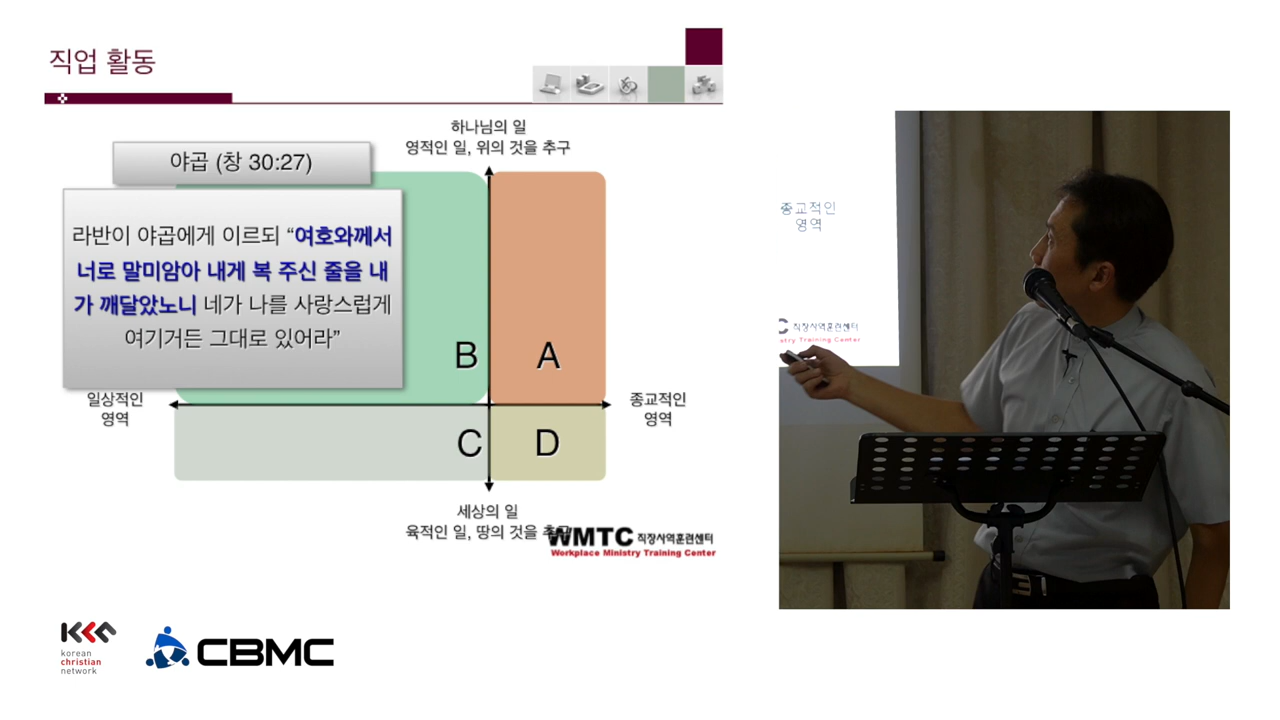 직업 활동
하나님의 일
영적인 일, 위의 것을 추구
야곱 (창 30:27)
라반이 야곱에게 이르되 “여호와께서
너로 말미암아 내게 복 주신 줄을 내
가 깨달았노니 네가 나를 사랑스럽게
여기거든 그대로 있어라”
B
A
일상적인
영역
종교적인
영역
C
D
세상의 일
육적인 일, 땅의 것을 추구
WMTC 직장사역훈련센터
Workplace Ministry Training Center
종교적인
영역
C 직장사역훈련센터
stry Training Center
korean
christian
network
CBMC